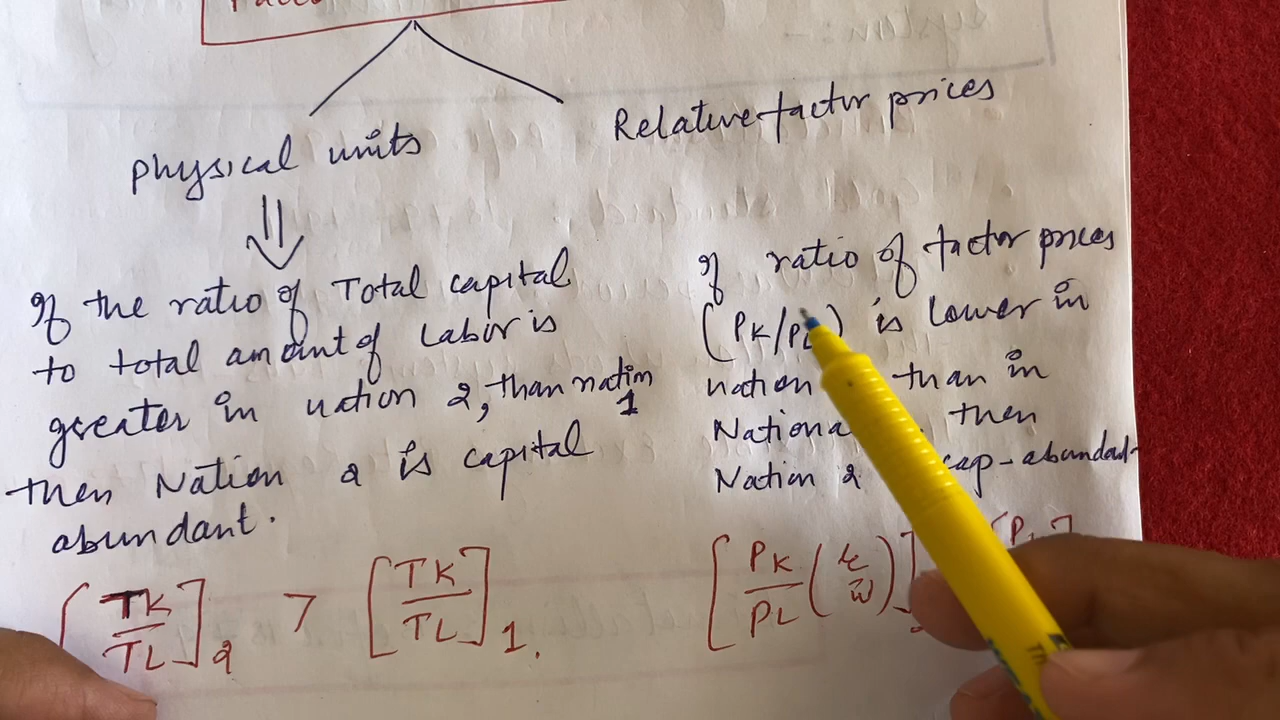 Physical units
Relative factor prices
If the ratio of Total capital
to total amount of Labor is
greater in nation 2, than nation
1
then Nation 2 is capital
abundant.
[TK/TL]2 > [TK/TL]1.
If ratio of factor prices
(PK/PL) is lower in
nation than in
Nation then
Nation 2 cap-abundant
[PK/PL (r/w)]